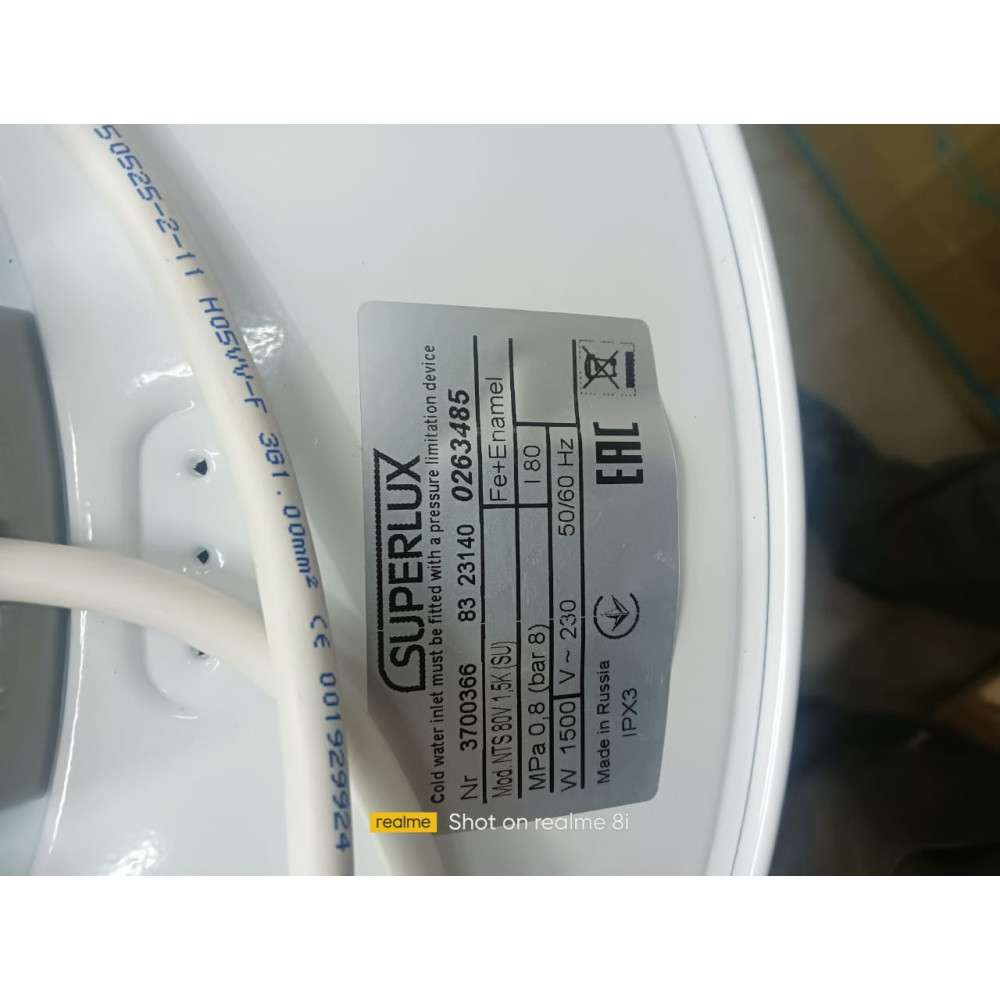 SUPERLUX
Cold water inlet must be fitted with a pressure limitation device
Nr 3700366 83 23140 0263485
Mod.NTS 80V 1,5K (SU) Fe+Enamel
MPa 0,8 (bar 8) l 80
W 1500 V~ 230 50/60 Hz
Made in Russia
IPX3
EAC
50525-2-11 H05VV-F 3G1.00mm² CE 001929924
realme Shot on realme 8i